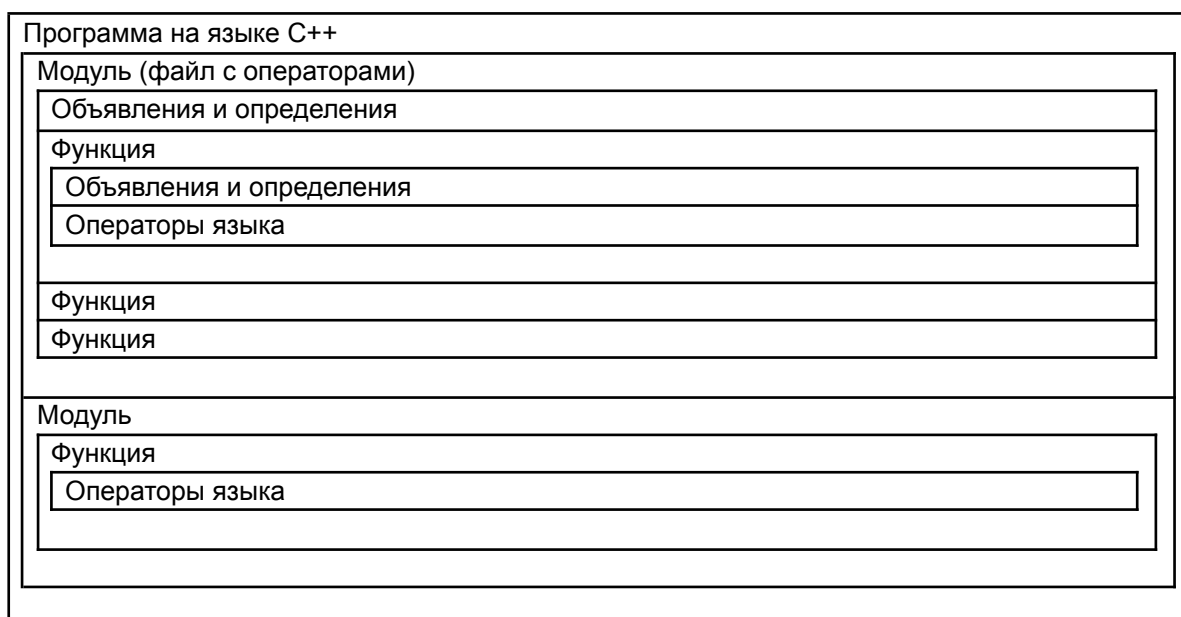 Программа на языке C++
Модуль (файл с операторами)
Объявления и определения
Функция
Объявления и определения
Операторы языка
Функция
Функция
Модуль
Функция
Операторы языка